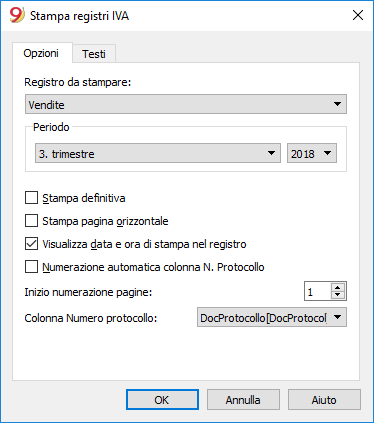 Stampa registri IVA
Opzioni Testi
Registro da stampare:
Vendite
Periodo
3. trimestre 2018
Stampa definitiva
Stampa pagina orizzontale
Visualizza data e ora di stampa nel registro
Numerazione automatica colonna N. Protocollo
Inizio numerazione pagine: 1
Colonna Numero protocollo: DocProtocollo[DocProtocol
OK Annulla Aiuto